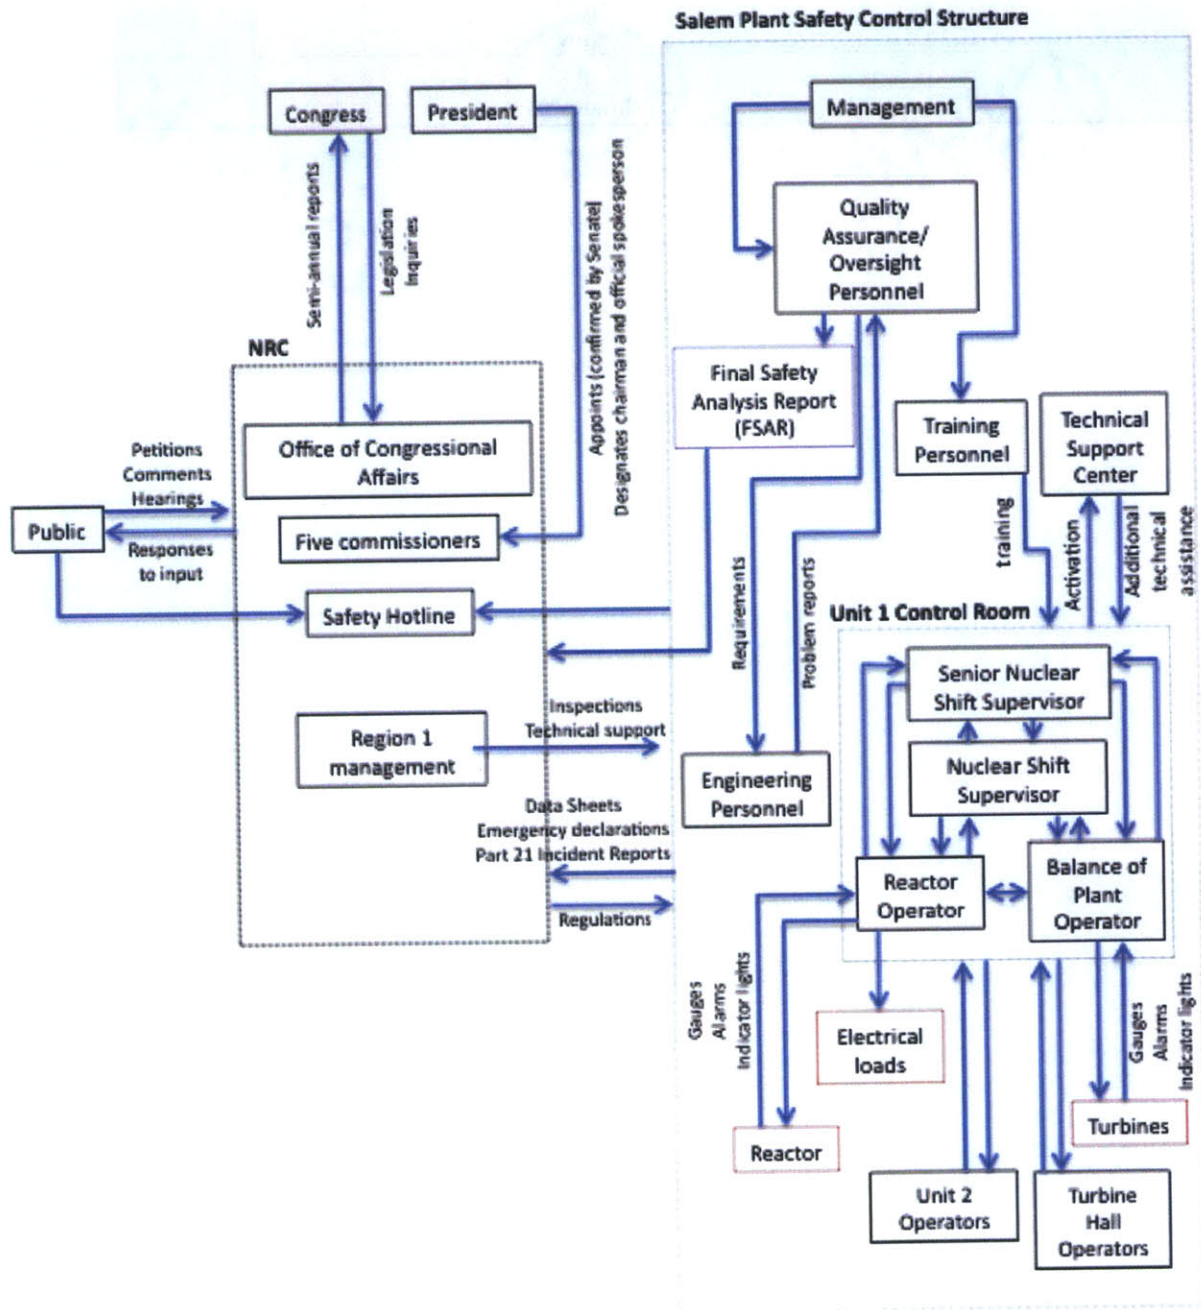 Salem Plant Safety Control Structure
Congress
President
Management
Semi-annual reports
Legislation
Inquiries
Appoints (confirmed by Senate)
Designates chairman and official spokesperson
Quality
Assurance/
Oversight
Personnel
NRC
Final Safety
Analysis Report
(FSAR)
Training
Personnel
Technical
Support
Center
Office of Congressional
Affairs
Petitions
Comments
Hearings
Public
Responses
to input
Five commissioners
Safety Hotline
Requirements
Problem reports
training
Activation
Additional
technical
assistance
Unit 1 Control Room
Senior Nuclear
Shift Supervisor
Nuclear Shift
Supervisor
Region 1
management
Inspections
Technical support
Engineering
Personnel
Data Sheets
Emergency declarations
Part 21 Incident Reports
Regulations
Reactor
Operator
Balance of
Plant
Operator
Gauges
Alarms
Indicator lights
Electrical
loads
Gauges
Alarms
Indicator lights
Reactor
Turbines
Unit 2
Operators
Turbine
Hall
Operators